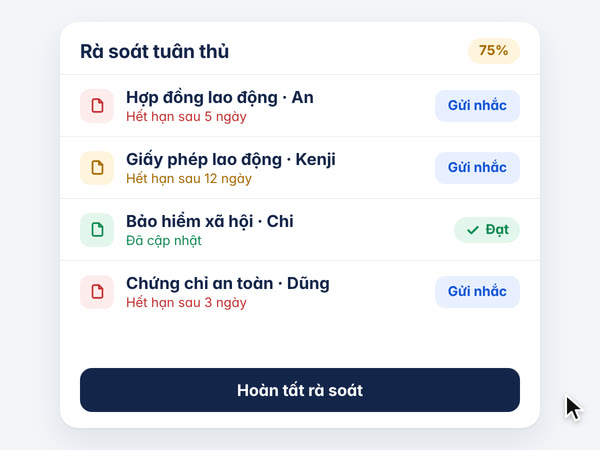 Rà soát tuân thủ
75%
Hợp đồng lao động · An
Hết hạn sau 5 ngày
Gửi nhắc
Giấy phép lao động · Kenji
Hết hạn sau 12 ngày
Gửi nhắc
Bảo hiểm xã hội · Chi
Đã cập nhật
Đạt
Chứng chỉ an toàn · Dũng
Hết hạn sau 3 ngày
Gửi nhắc
Hoàn tất rà soát